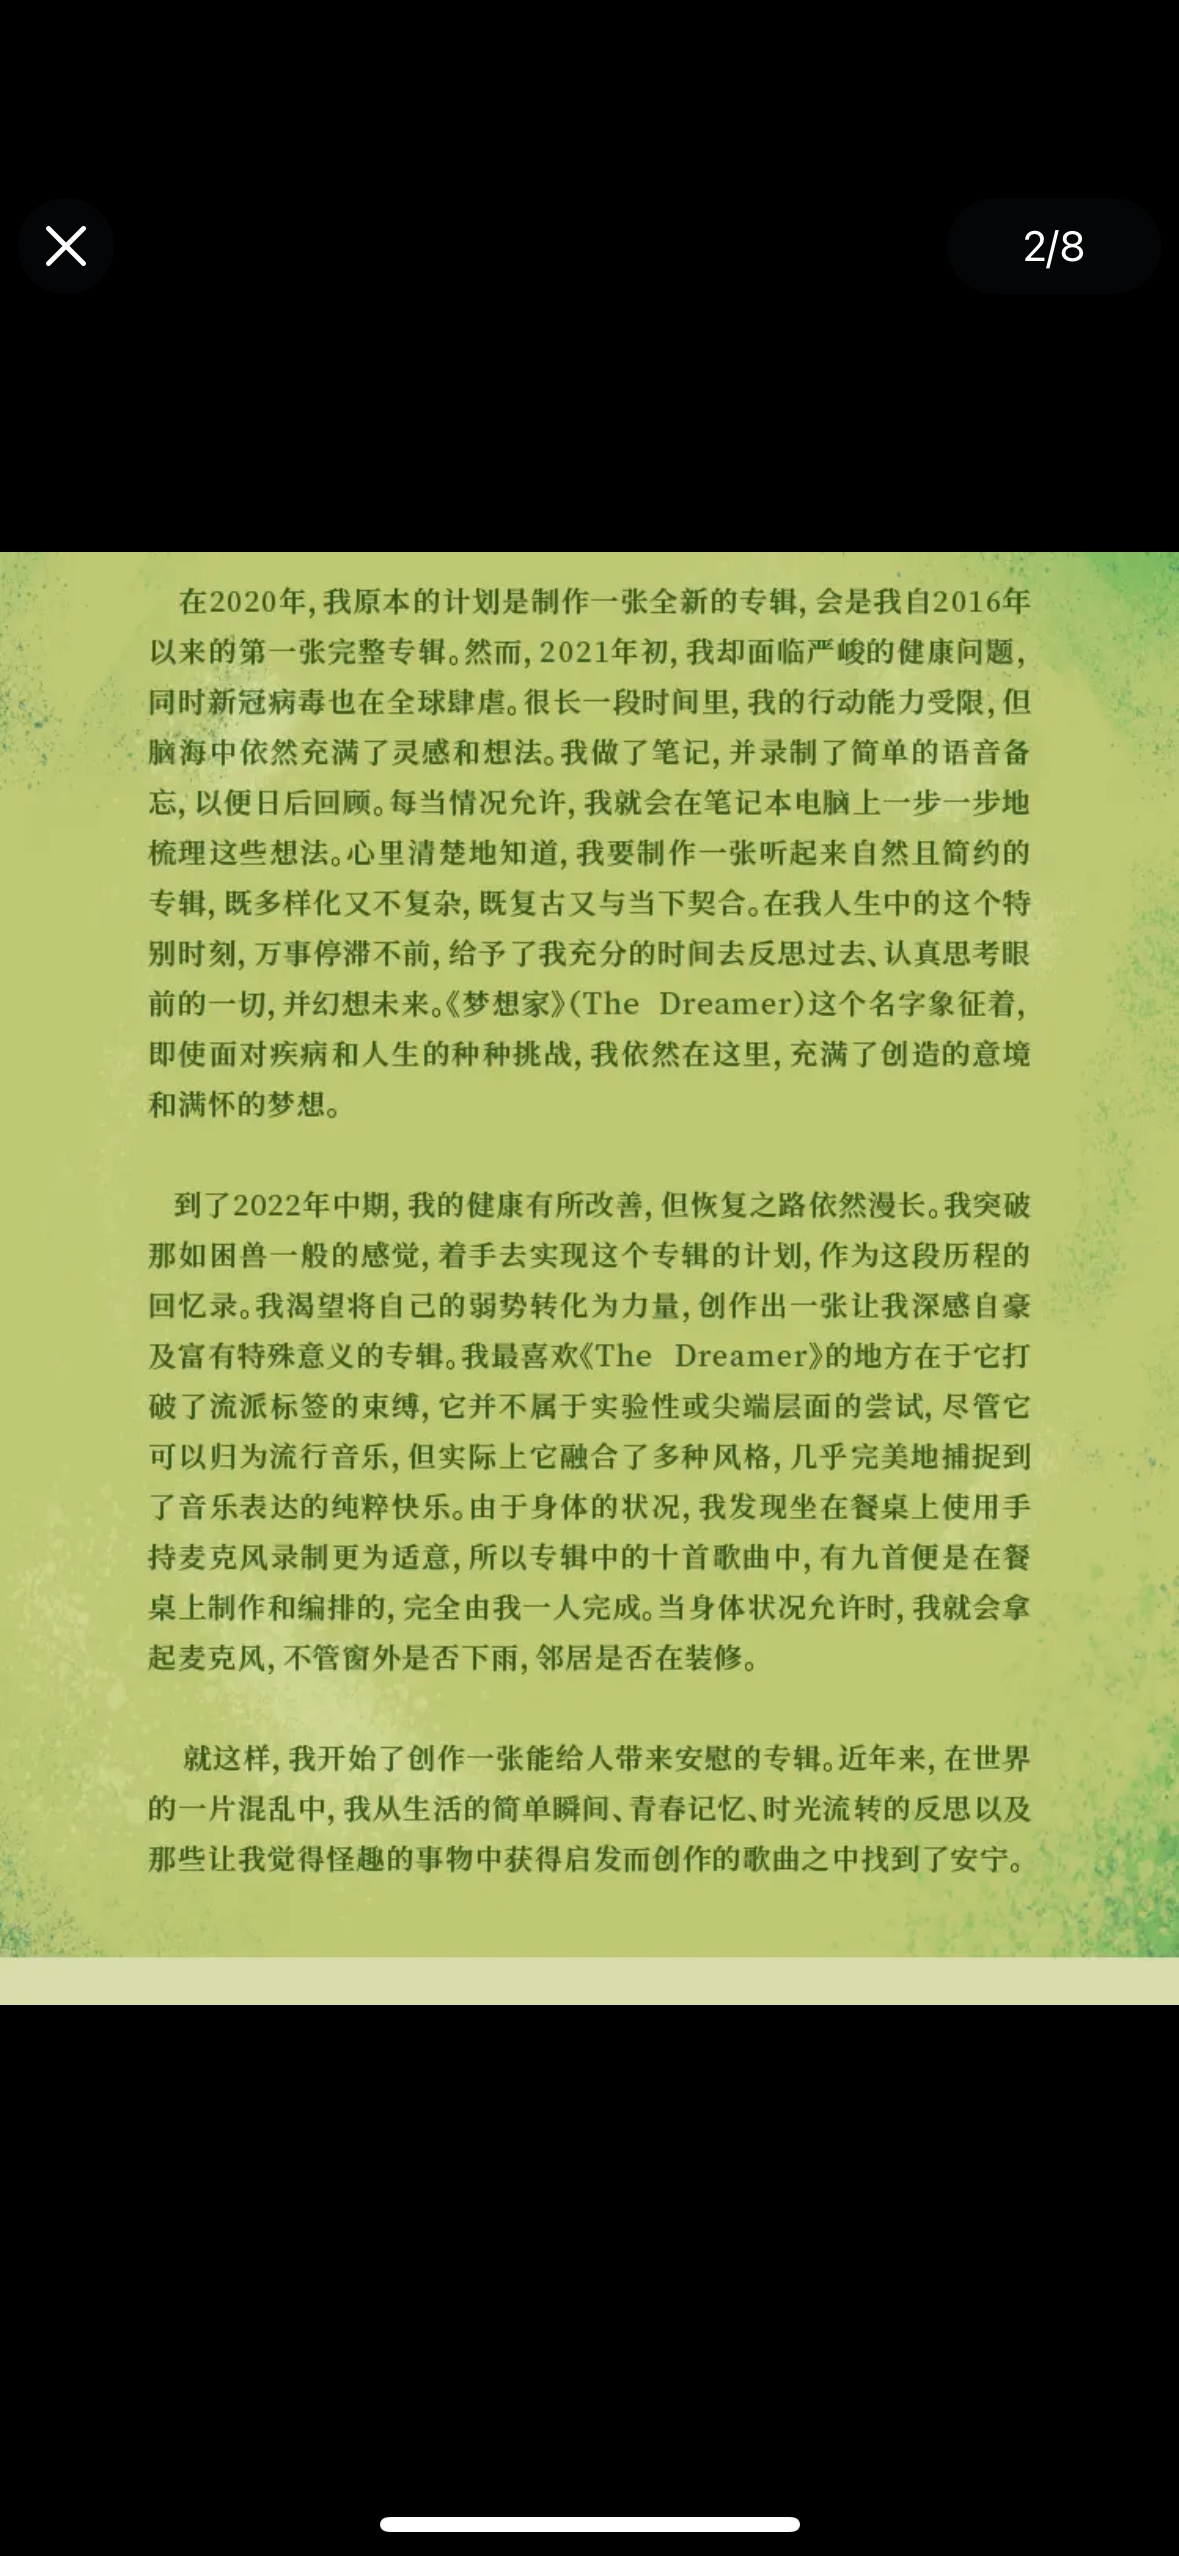 2/8
在2020年,我原本的计划是制作一张全新的专辑,会是我自2016年
以来的第一张完整专辑。然而,2021年初,我却面临严峻的健康问题,
同时新冠病毒也在全球肆虐。很长一段时间里,我的行动能力受限,但
脑海中依然充满了灵感和想法。我做了笔记,并录制了简单的语音备
忘,以便日后回顾。每当情况允许,我就会在笔记本电脑上一步一步地
梳理这些想法。心里清楚地知道,我要制作一张听起来自然且简约的
专辑,既多样化又不复杂,既复古又与当下契合。在我人生中的这个特
别时刻,万事停滞不前,给予了我充分的时间去反思过去、认真思考眼
前的一切,并幻想未来。《梦想家》(The Dreamer)这个名字象征着,
即使面对疾病和人生的种种挑战,我依然在这里,充满了创造的意境
和满怀的梦想。
到了2022年中期,我的健康有所改善,但恢复之路依然漫长。我突破
那如困兽一般的感觉,着手去实现这个专辑的计划,作为这段历程的
回忆录。我渴望将自己的弱势转化为力量,创作出一张让我深感自豪
及富有特殊意义的专辑。我最喜欢《The Dreamer》的地方在于它打
破了流派标签的束缚,它并不属于实验性或尖端层面的尝试,尽管它
可以归为流行音乐,但实际上它融合了多种风格,几乎完美地捕捉到
了音乐表达的纯粹快乐。由于身体的状况,我发现坐在餐桌上使用手
持麦克风录制更为适意,所以专辑中的十首歌曲中,有九首便是在餐
桌上制作和编排的,完全由我一人完成。当身体状况允许时,我就会拿
起麦克风,不管窗外是否下雨,邻居是否在装修。
就这样,我开始了创作一张能给人带来安慰的专辑。近年来,在世界
的一片混乱中,我从生活的简单瞬间、青春记忆、时光流转的反思以及
那些让我觉得怪趣的事物中获得启发而创作的歌曲之中找到了安宁。